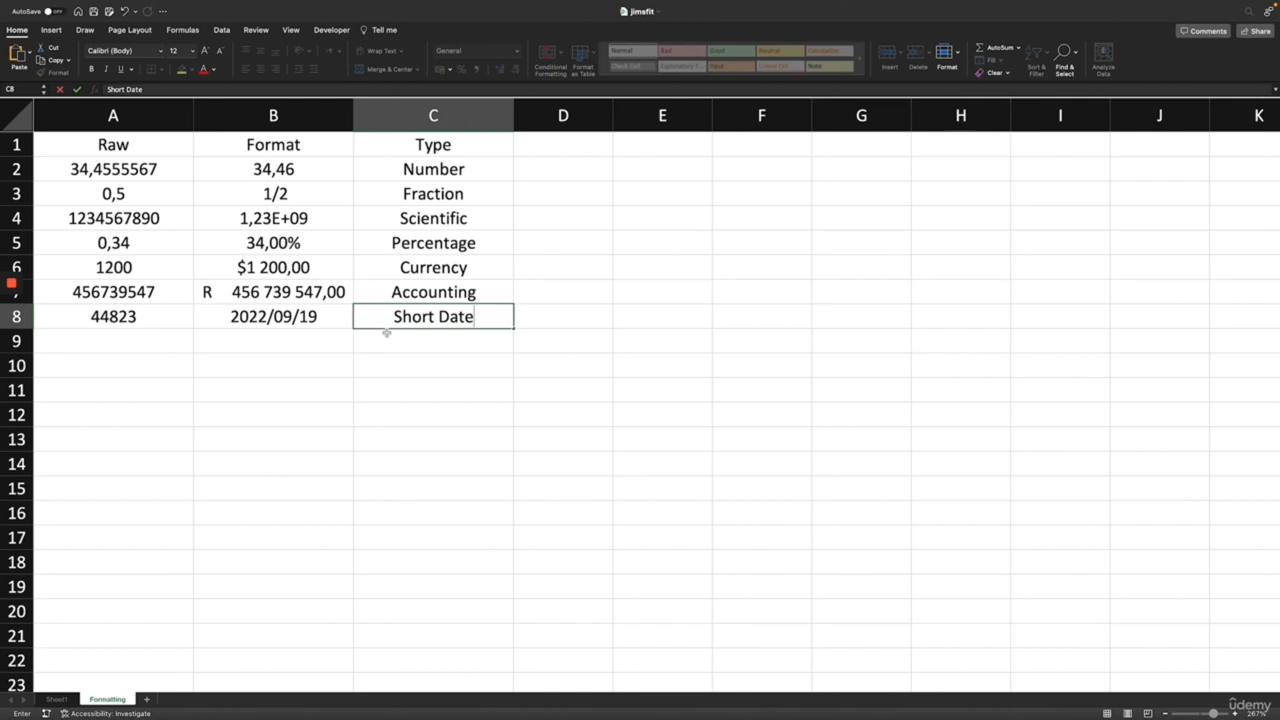 AutoSave OFF
jimsfit
Home Insert Draw Page Layout Formulas Data Review View Developer Tell me
Comments Share
Paste Cut Copy Format
Calibri (Body) 12
B I U
Wrap Text
Merge & Center
General
Conditional Formatting
Format as Table
Normal Bad Good Neutral Calculation
Check Cell Explanatory T... Input Linked Cell Note
Insert Delete Format
AutoSum
Fill
Clear
Sort & Filter
Find & Select
Analyze Data
C8 Short Date
A B C D E F G H I J K
1 Raw Format Type
2 34,4555567 34,46 Number
3 0,5 1/2 Fraction
4 1234567890 1,23E+09 Scientific
5 0,34 34,00% Percentage
6 1200 $1 200,00 Currency
456739547 R 456 739 547,00 Accounting
8 44823 2022/09/19 Short Date
9
10
11
12
13
14
15
16
17
18
19
20
21
22
23
Sheet1 Formatting +
Enter Accessibility: Investigate 267%
udemy